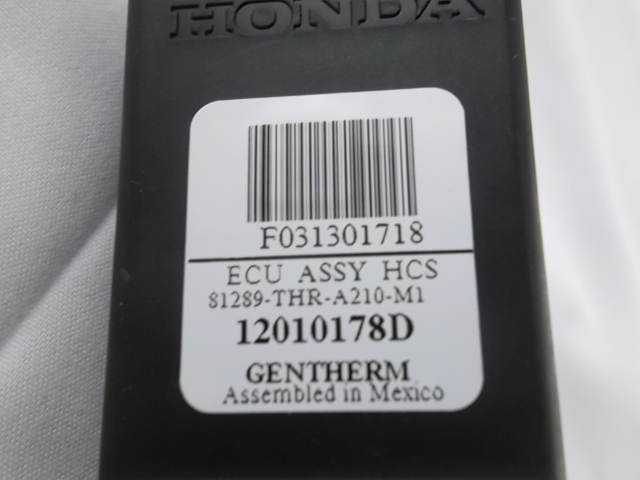 HONDA
F031301718
ECU ASSY HCS
81289-THR-A210-M1
12010178D
GENTHERM
Assembled in Mexico